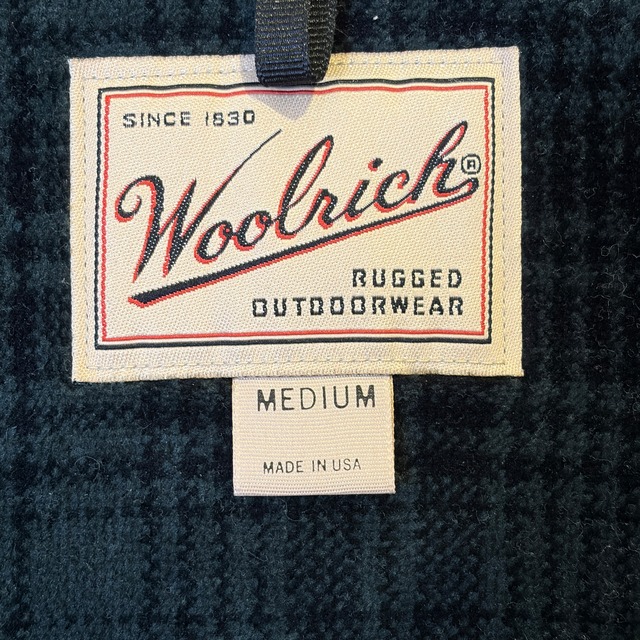 SINCE 1830
Woolrich®
RUGGED
OUTDOORWEAR
MEDIUM
MADE IN USA